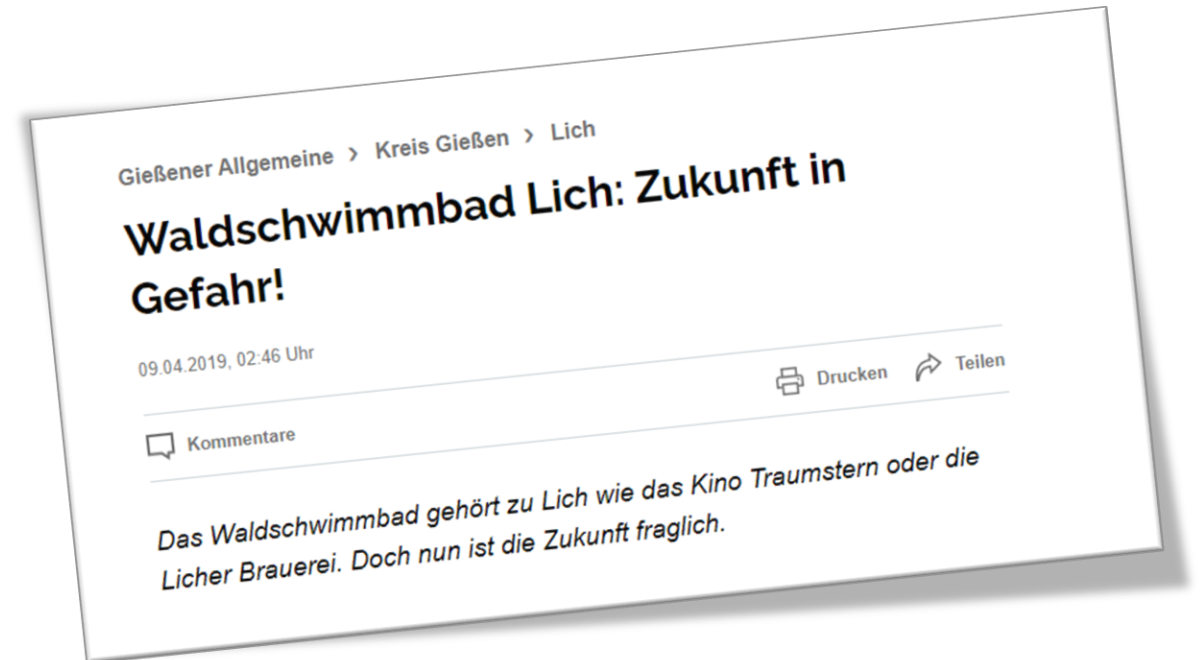 Gießener Allgemeine > Kreis Gießen > Lich
Waldschwimmbad Lich: Zukunft in
Gefahr!
09.04.2019, 02:46 Uhr
Drucken Teilen
Kommentare
Das Waldschwimmbad gehört zu Lich wie das Kino Traumstern oder die
Licher Brauerei. Doch nun ist die Zukunft fraglich.